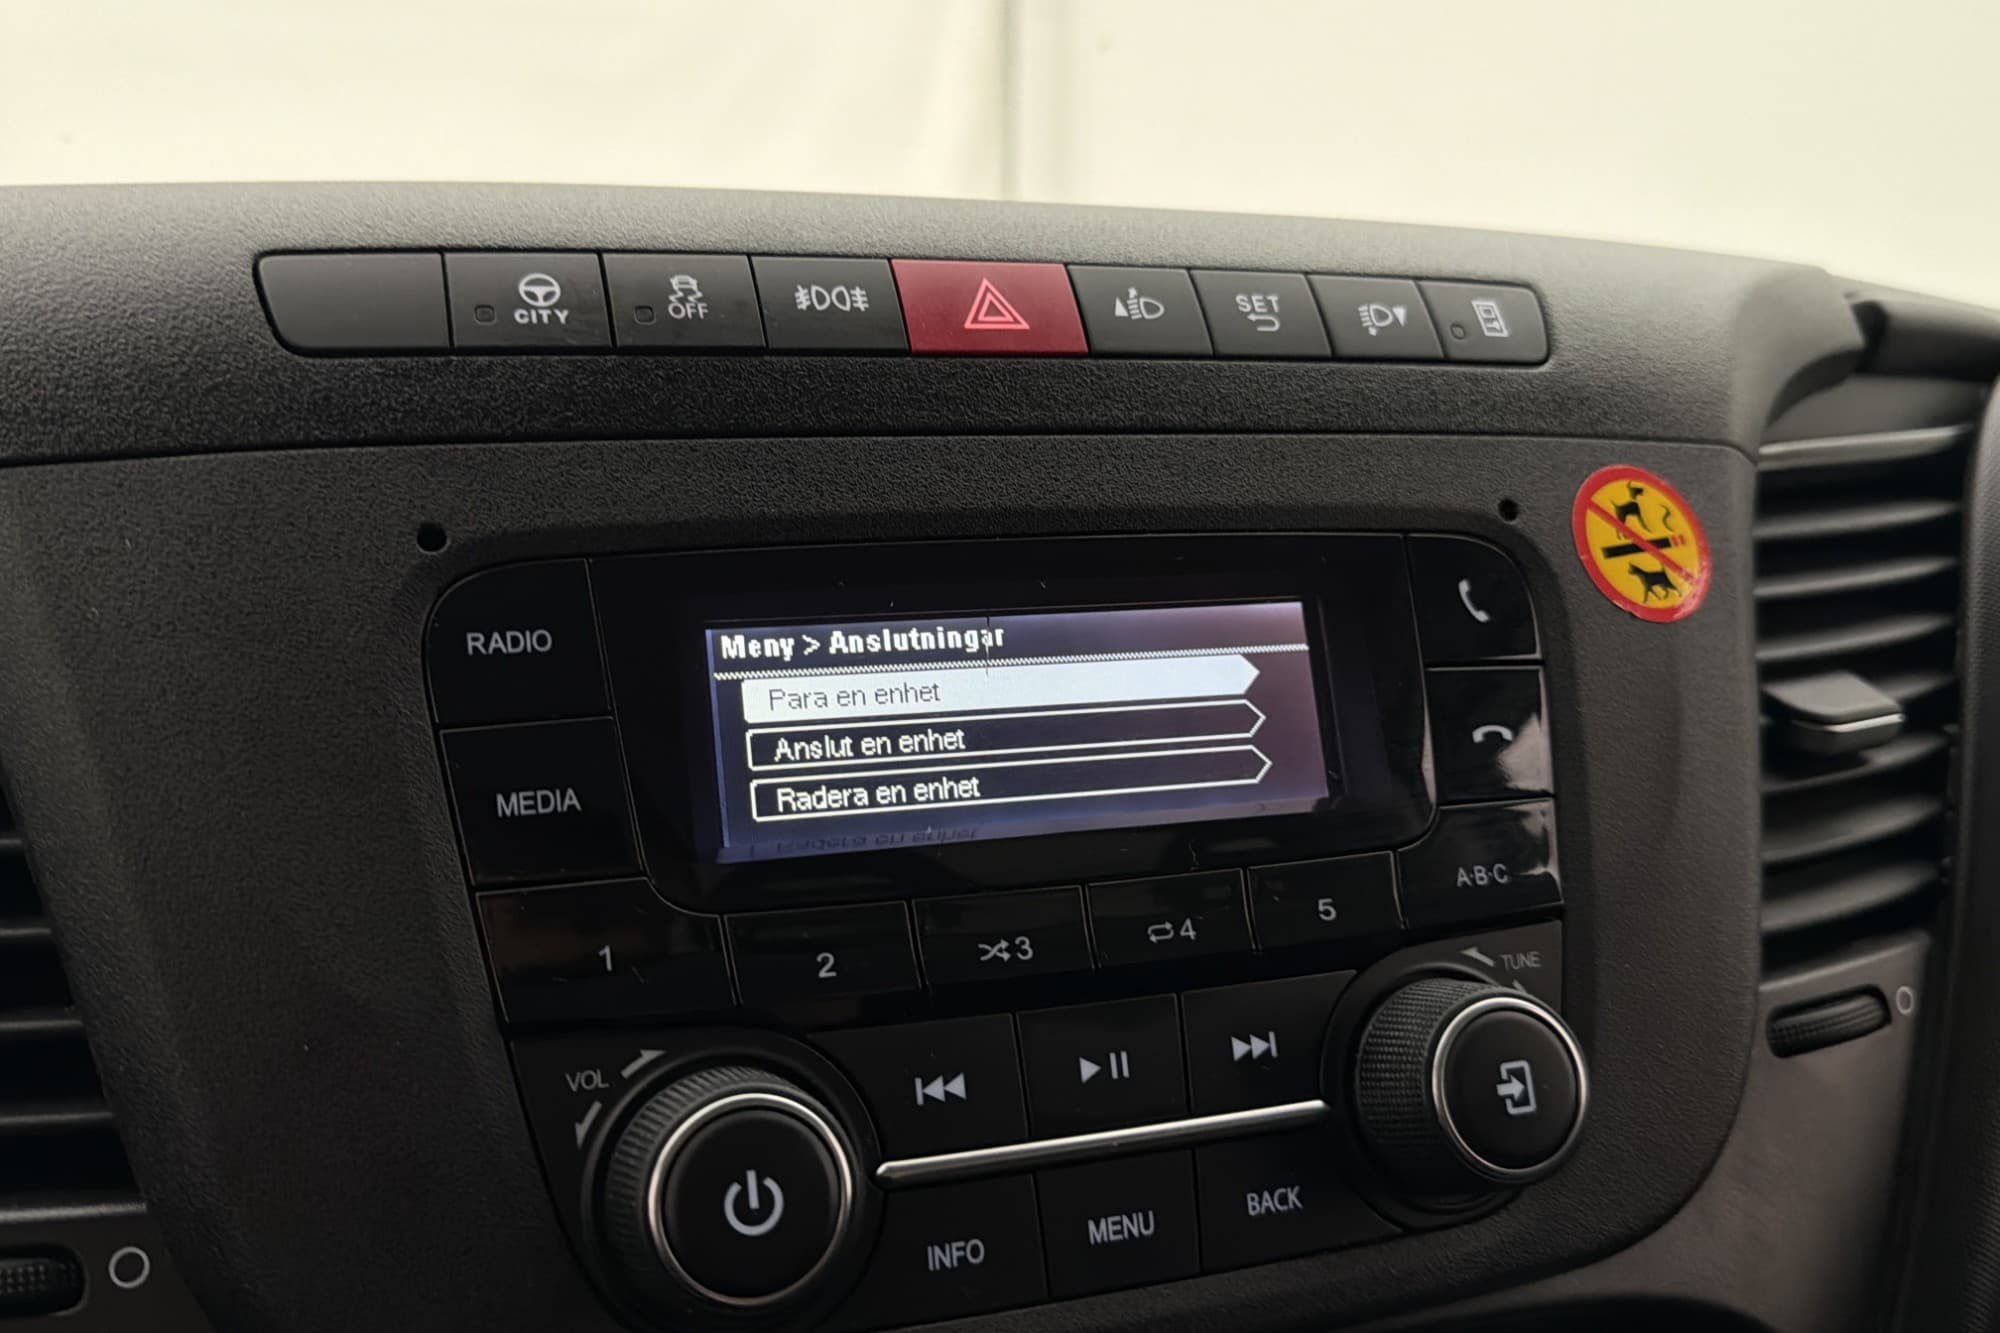 CITY
OFF
SET
RADIO
MEDIA
Meny > Anslutningar
Para en enhet
Anslut en enhet
Radera en enhet
A·B·C
1
2
3
4
5
TUNE
VOL
INFO
MENU
BACK